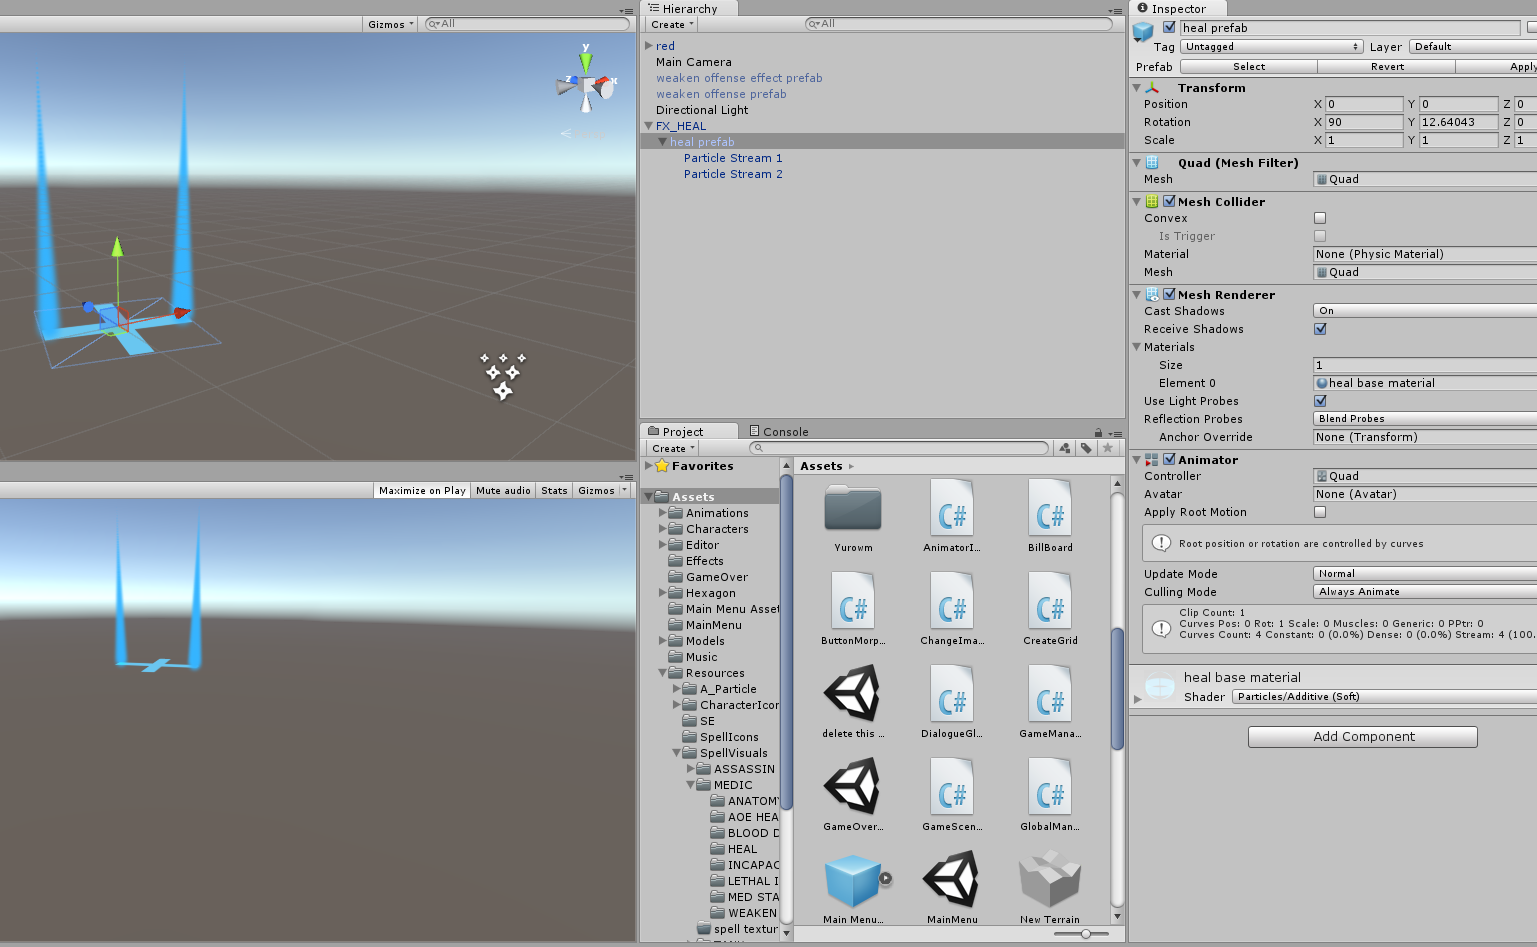 Gizmos
All
y
z
x
Gizmos
Maximize on Play
Mute audio
Stats
Gizmos
Hierarchy
Create
All
red
Main Camera
weaken offense effect prefab
weaken offense prefab
Directional Light
FX_HEAL
heal prefab
Particle Stream 1
Particle Stream 2
Project
Console
Create
Favorites
Assets
Animations
Characters
Editor
Effects
GameOver
Hexagon
Main Menu Asset
MainMenu
Models
Music
Resources
A_Particle
CharacterIcon
SE
SpellIcons
SpellVisuals
ASSASSIN
MEDIC
ANATOMY
AOE HEA
BLOOD D
HEAL
INCAPAC
LETHAL I
MED STA
WEAKEN
spell textur
Assets
Yurowm
C#
AnimatorI...
C#
BillBoard
C#
ButtonMorp...
C#
ChangeIma...
C#
CreateGrid
delete this ...
C#
DialogueGl...
C#
GameMana...
GameOver...
C#
GameScen...
C#
GlobalMan...
Main Menu...
MainMenu
New Terrain
Inspector
heal prefab
Tag Untagged Layer Default
Prefab Select Revert Apply
Transform
Position X 0 Y 0 Z 0
Rotation X 90 Y 12.64043 Z 0
Scale X 1 Y 1 Z 1
Quad (Mesh Filter)
Mesh Quad
Mesh Collider
Convex
Is Trigger
Material None (Physic Material)
Mesh Quad
Mesh Renderer
Cast Shadows On
Receive Shadows
Materials
Size 1
Element 0 heal base material
Use Light Probes
Reflection Probes Blend Probes
Anchor Override None (Transform)
Animator
Controller Quad
Avatar None (Avatar)
Apply Root Motion
Root position or rotation are controlled by curves
Update Mode Normal
Culling Mode Always Animate
Clip Count: 1
Curves Pos: 0 Rot: 1 Scale: 0 Muscles: 0 Generic: 0 PPtr: 0
Curves Count: 4 Constant: 0 (0.0%) Dense: 0 (0.0%) Stream: 4 (100.
heal base material
Shader Particles/Additive (Soft)
Add Component